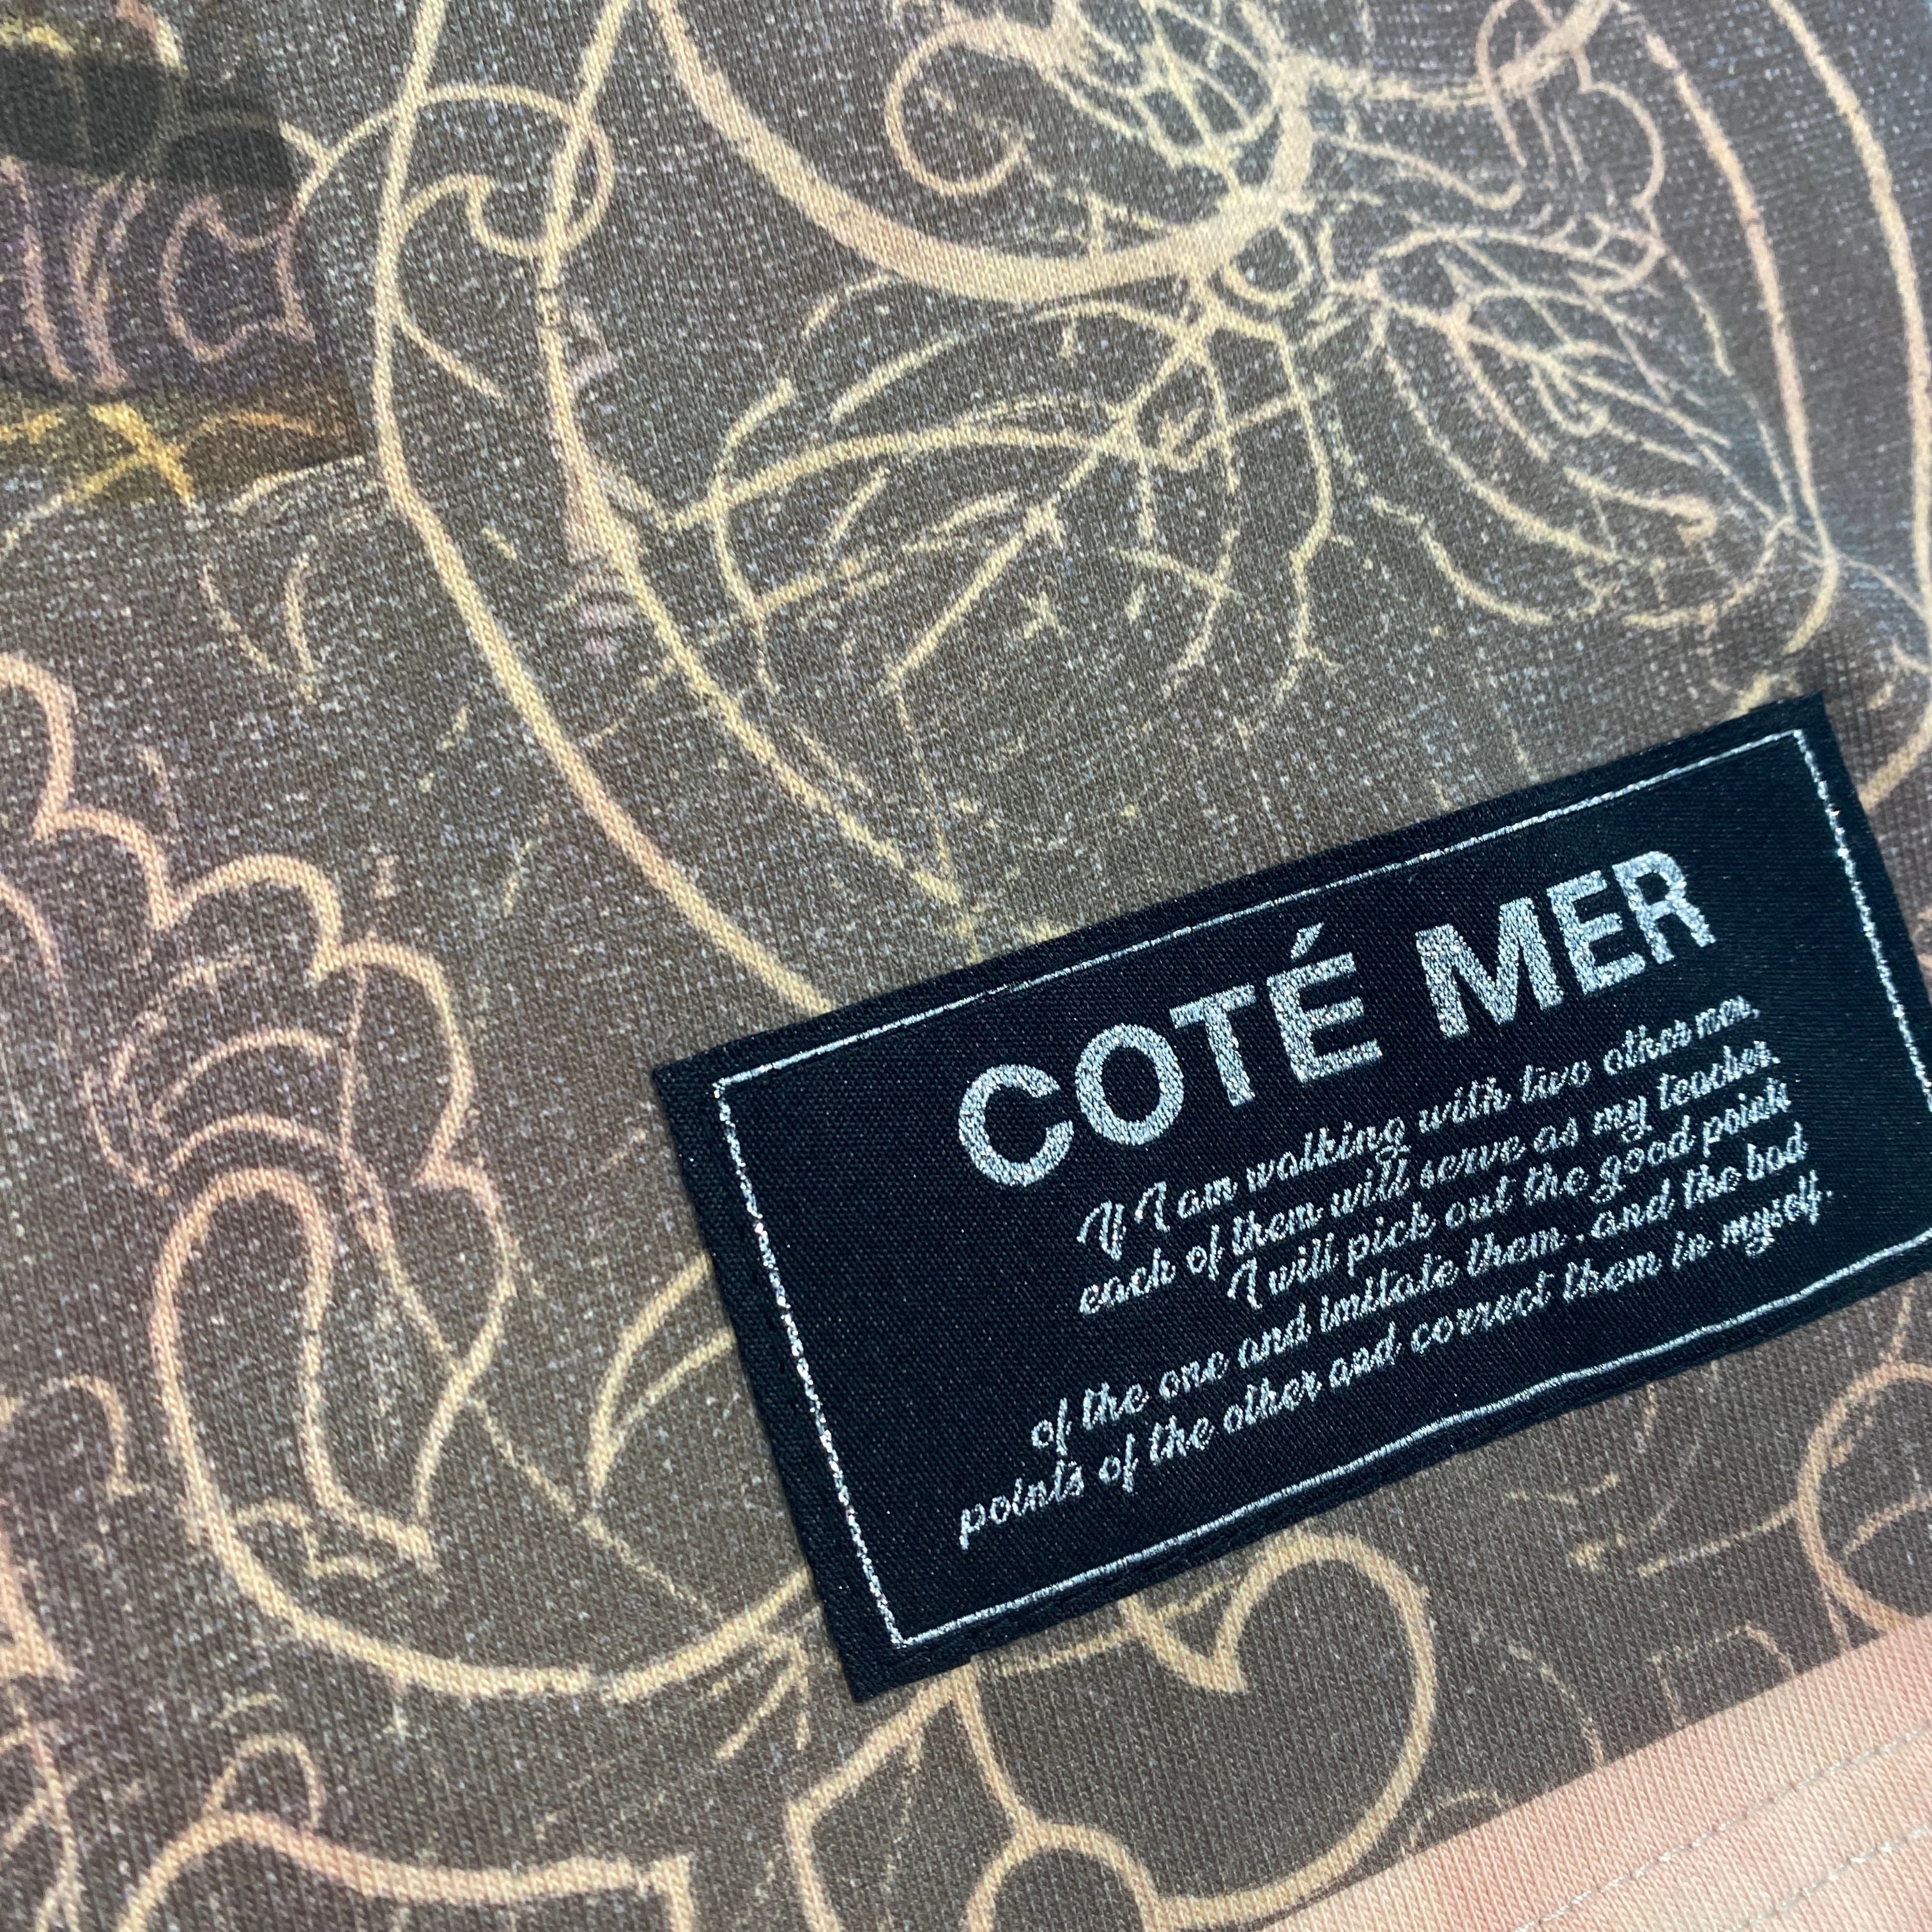 COTÉ MER
If I am walking with two other men,
each of them will serve as my teacher.
I will pick out the good points
of the one and imitate them . and the bad
points of the other and correct them in myself.